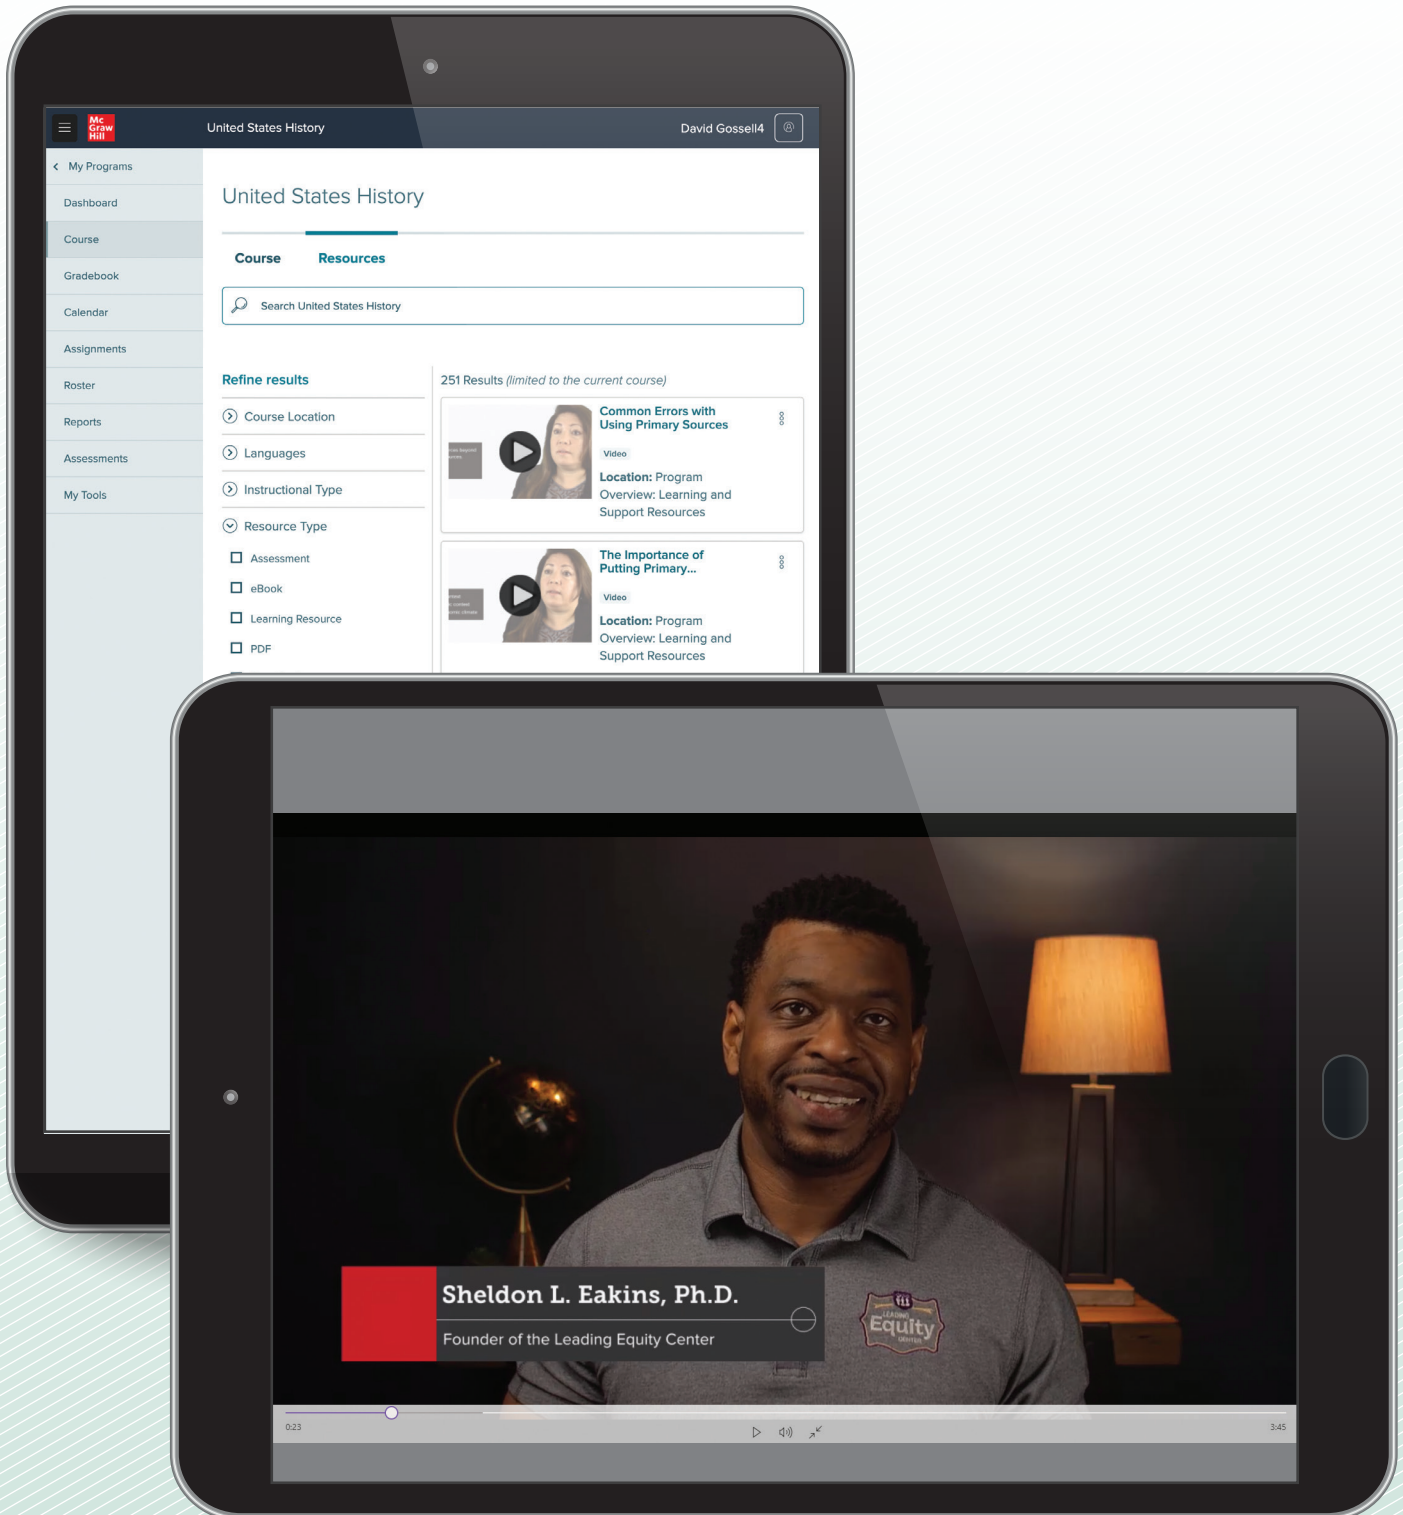 Mc
Graw
Hill
United States History
David Gossell4
My Programs
Dashboard
Course
Gradebook
Calendar
Assignments
Roster
Reports
Assessments
My Tools
United States History
Course Resources
Search United States History
Refine results
Course Location
Languages
Instructional Type
Resource Type
Assessment
eBook
Learning Resource
PDF
251 Results (limited to the current course)
Common Errors with
Using Primary Sources
Video
Location: Program
Overview: Learning and
Support Resources
The Importance of
Putting Primary...
Video
Location: Program
Overview: Learning and
Support Resources
Sheldon L. Eakins, Ph.D.
Founder of the Leading Equity Center
LEADING
Equity
CENTER
0:23
3:45